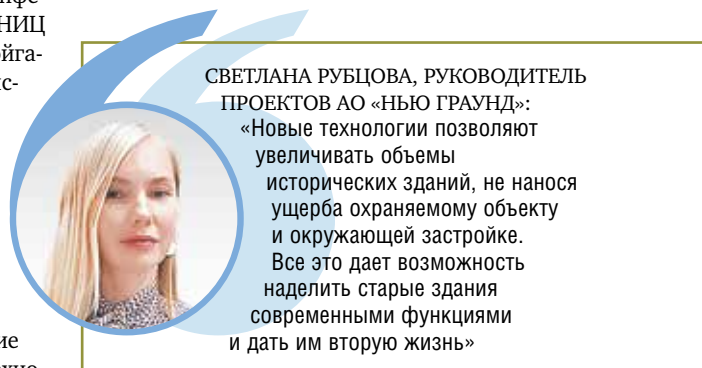 СВЕТЛАНА РУБЦОВА, РУКОВОДИТЕЛЬ
ПРОЕКТОВ АО «НЬЮ ГРАУНД»:
«Новые технологии позволяют
увеличивать объемы
исторических зданий, не нанося
ущерба охраняемому объекту
и окружающей застройке.
Все это дает возможность
наделить старые здания
современными функциями
и дать им вторую жизнь»